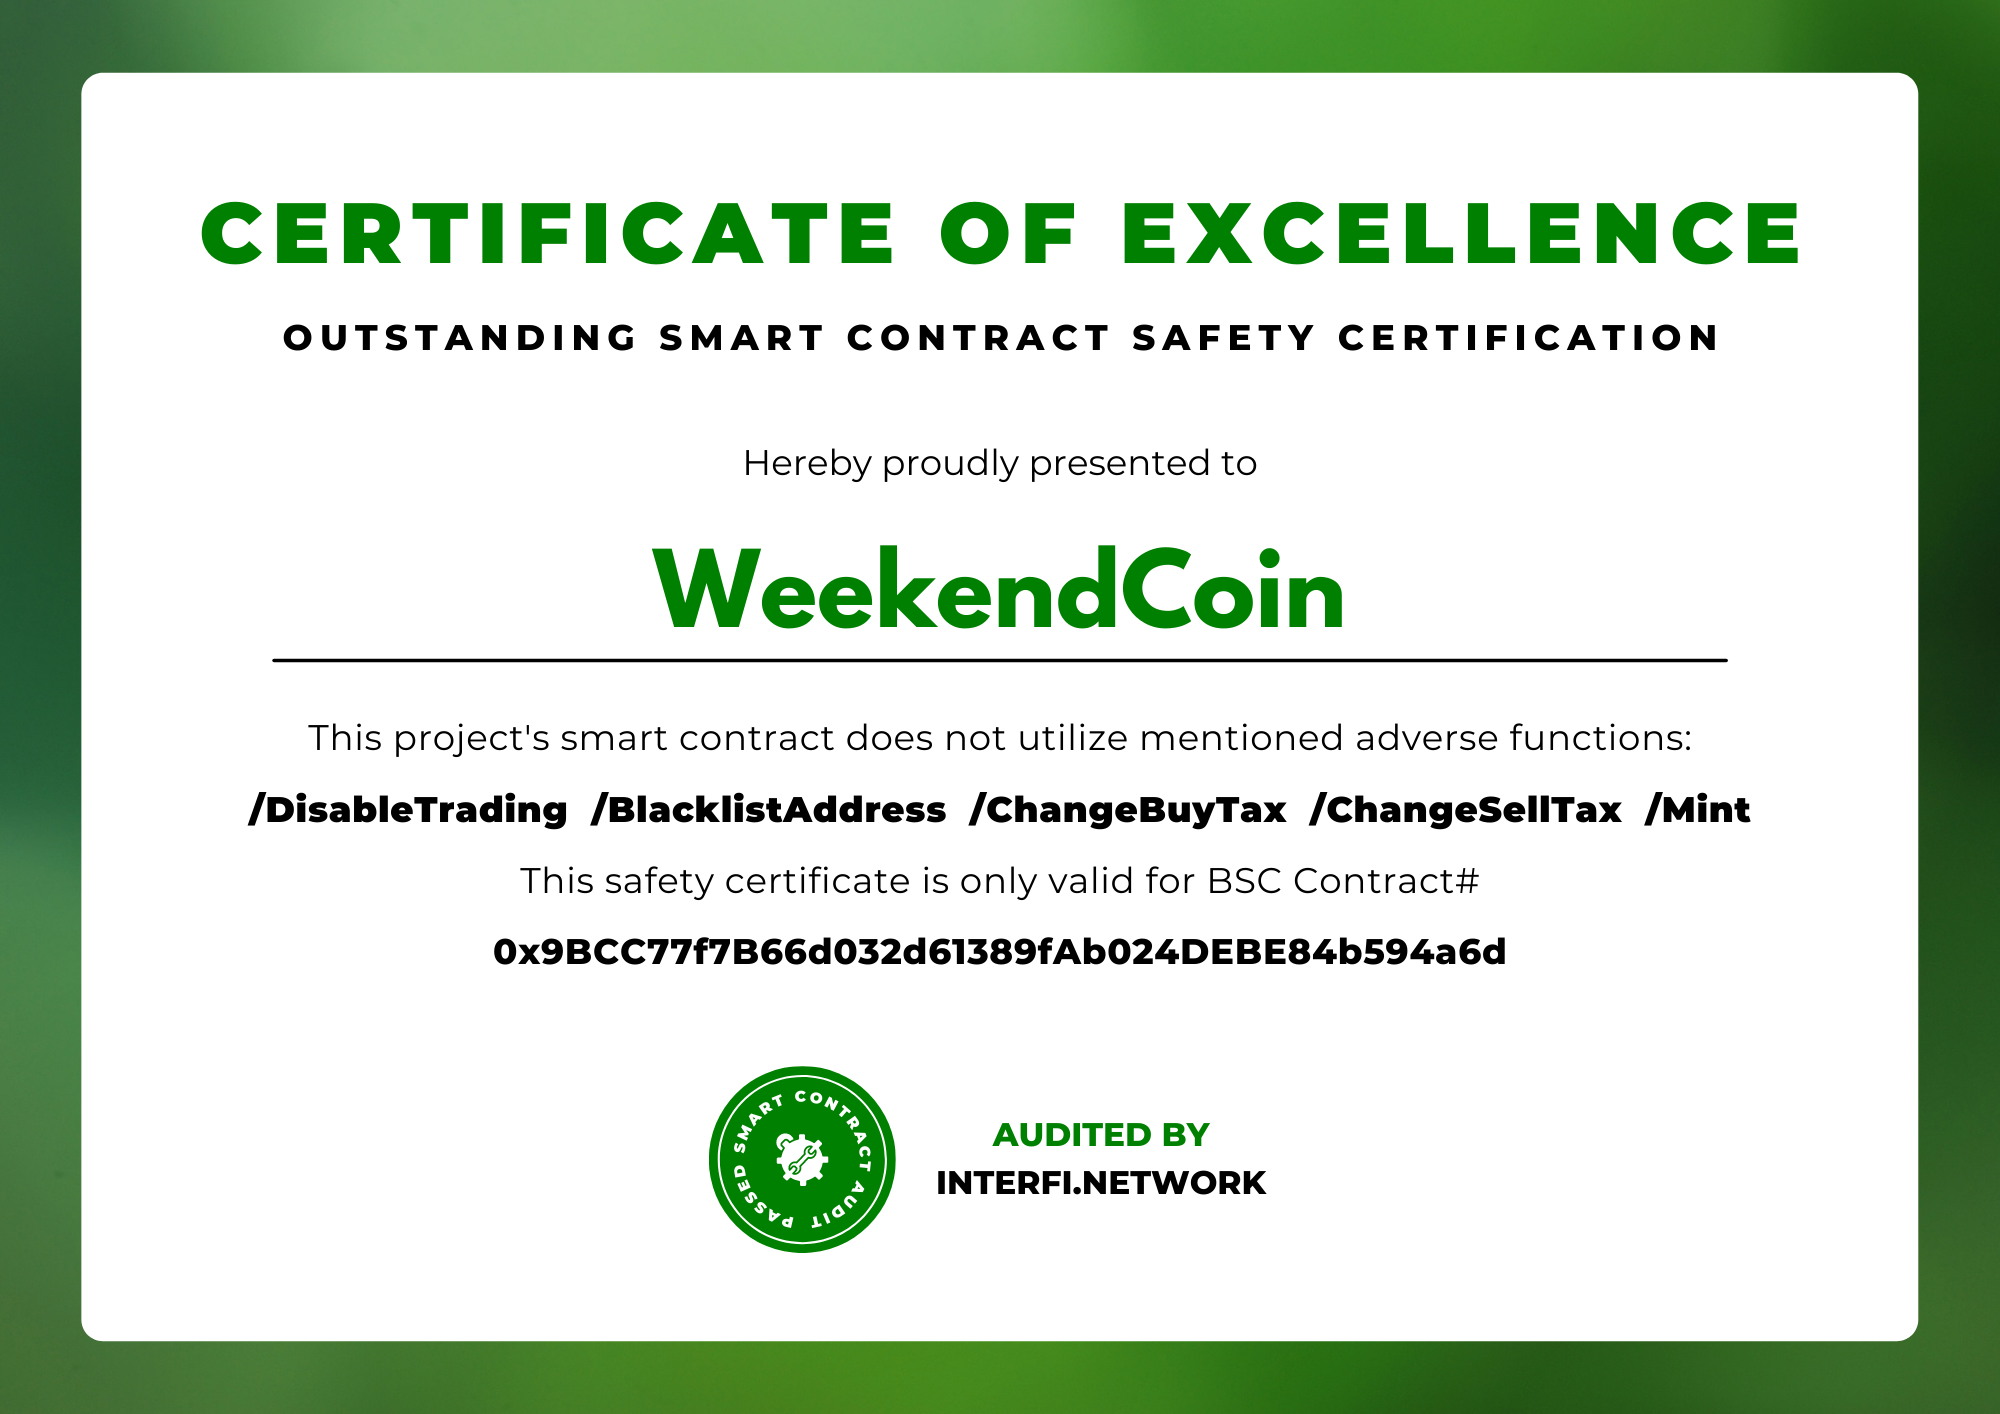 CERTIFICATE OF EXCELLENCE
OUTSTANDING SMART CONTRACT SAFETY CERTIFICATION
Hereby proudly presented to
WeekendCoin
This project's smart contract does not utilize mentioned adverse functions:
/DisableTrading /BlacklistAddress /ChangeBuyTax /ChangeSellTax /Mint
This safety certificate is only valid for BSC Contract#
0x9BCC77f7B66d032d61389fAb024DEBE84b594a6d
PASSED SMART CONTRACT AUDIT
AUDITED BY
INTERFI.NETWORK